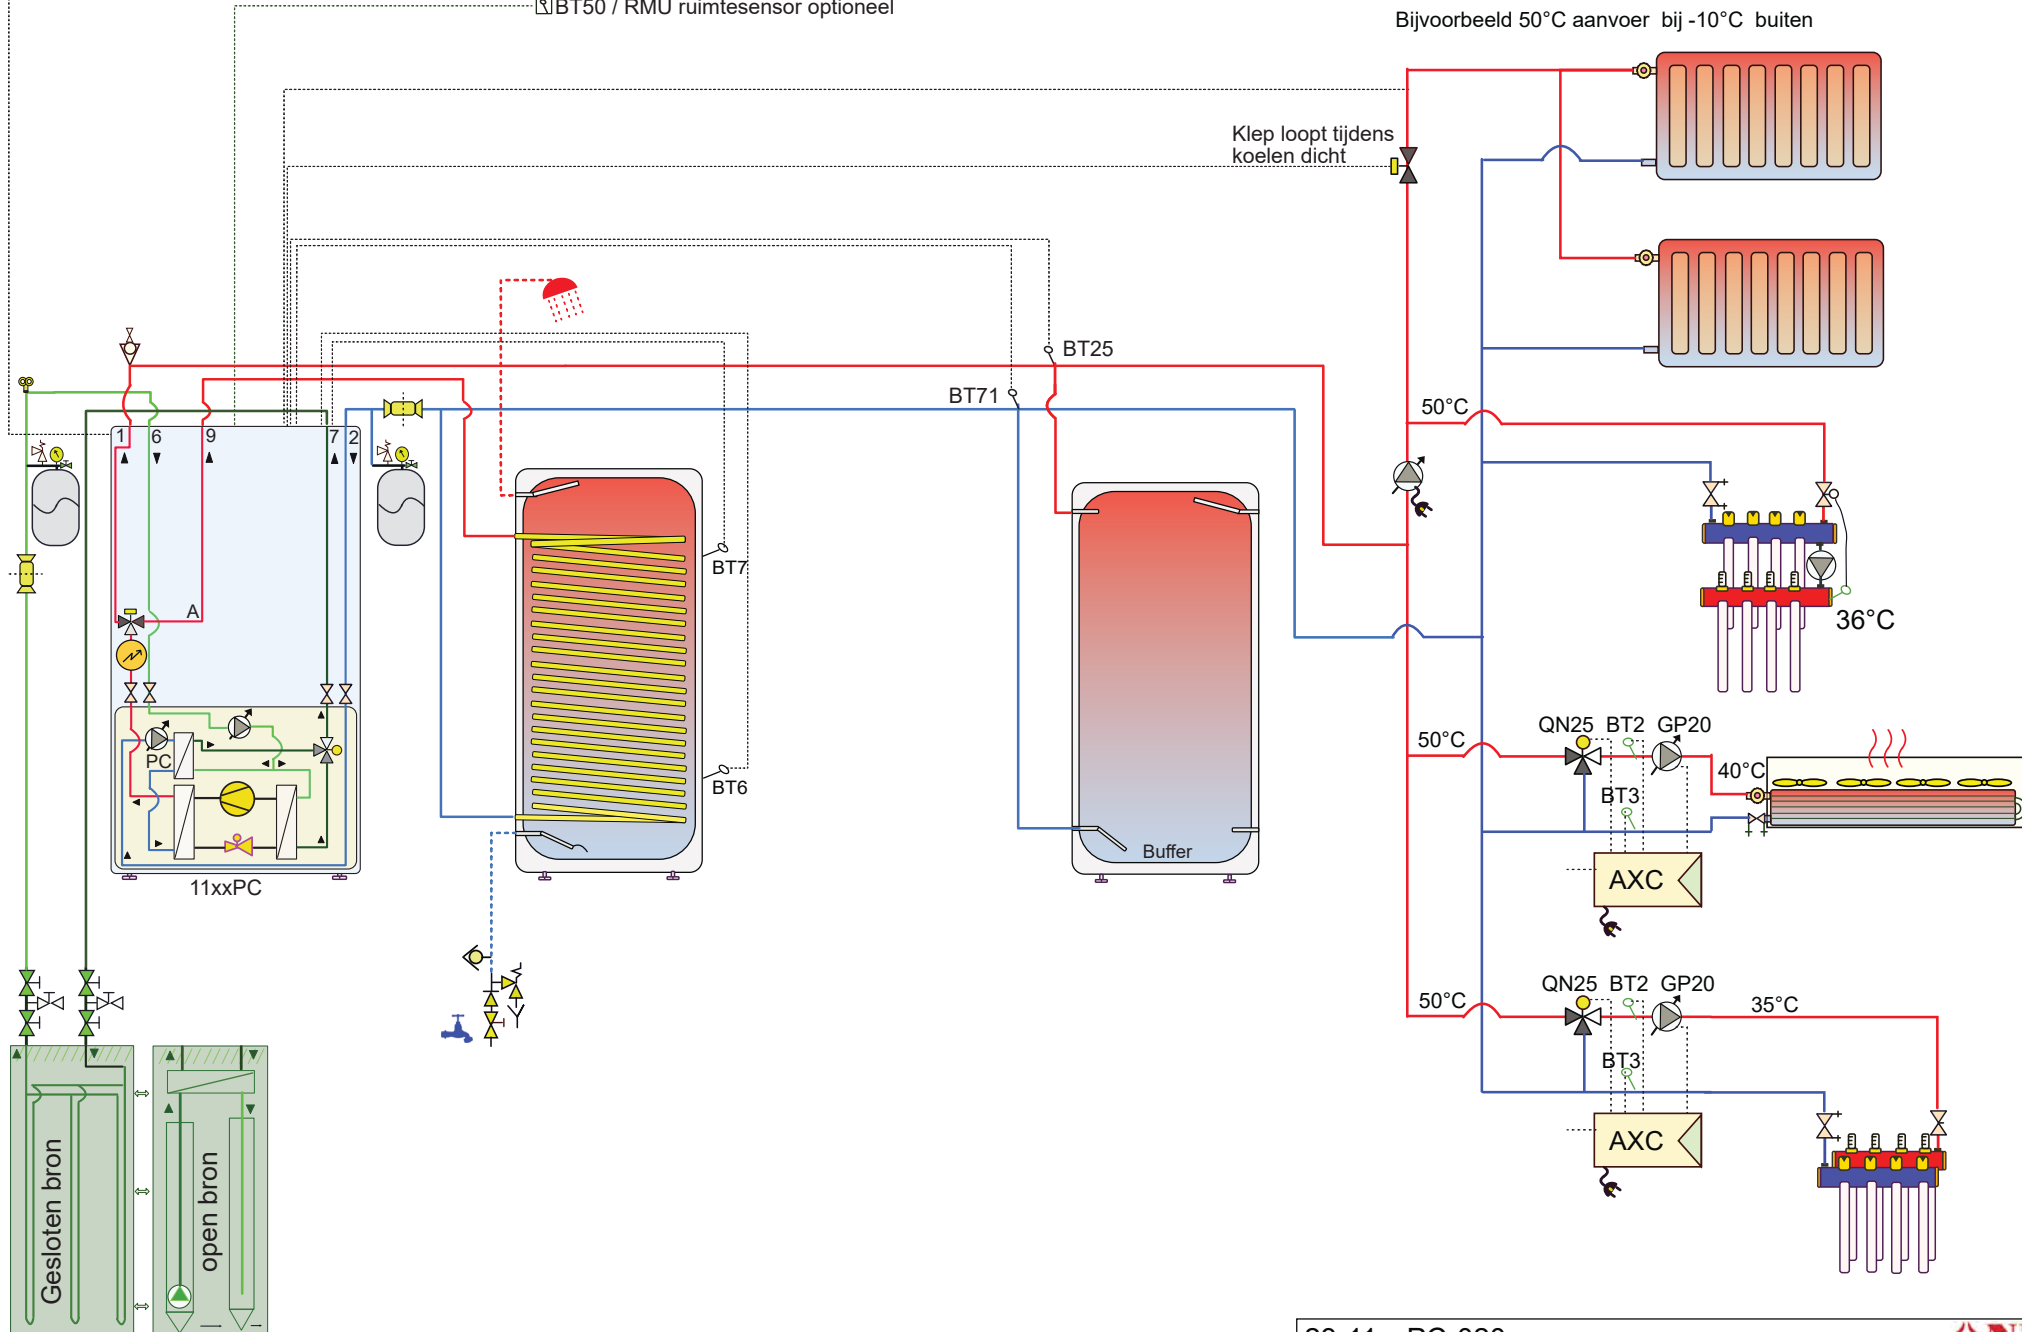 BT50 / RMU ruimtesensor optioneel
Bijvoorbeeld 50°C aanvoer bij -10°C buiten
Klep loopt tijdens
koelen dicht
BT25
BT71
50°C
1 6 9 7 2
A
BT7
36°C
PC
BT6
Buffer
11xxPC
50°C
QN25 BT2 GP20
40°C
BT3
AXC
50°C
QN25 BT2 GP20
35°C
BT3
AXC
Gesloten bron
open bron